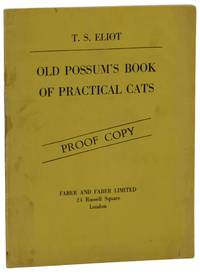 T. S. ELIOT
OLD POSSUM'S BOOK
OF PRACTICAL CATS
PROOF COPY
FABER AND FABER LIMITED
24 Russell Square
London